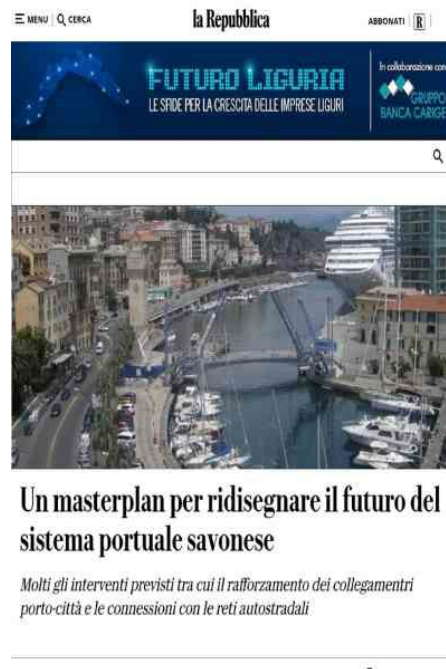 MENU CERCA la Repubblica ABBONATI R
FUTURO LIGURIA
LE SFIDE PER LA CRESCITA DELLE IMPRESE LIGURI
In collaborazione con
GRUPPO
BANCA CARIGE
Un masterplan per ridisegnare il futuro del
sistema portuale savonese
Molti gli interventi previsti tra cui il rafforzamento dei collegamentri
porto-città e le connessioni con le reti autostradali